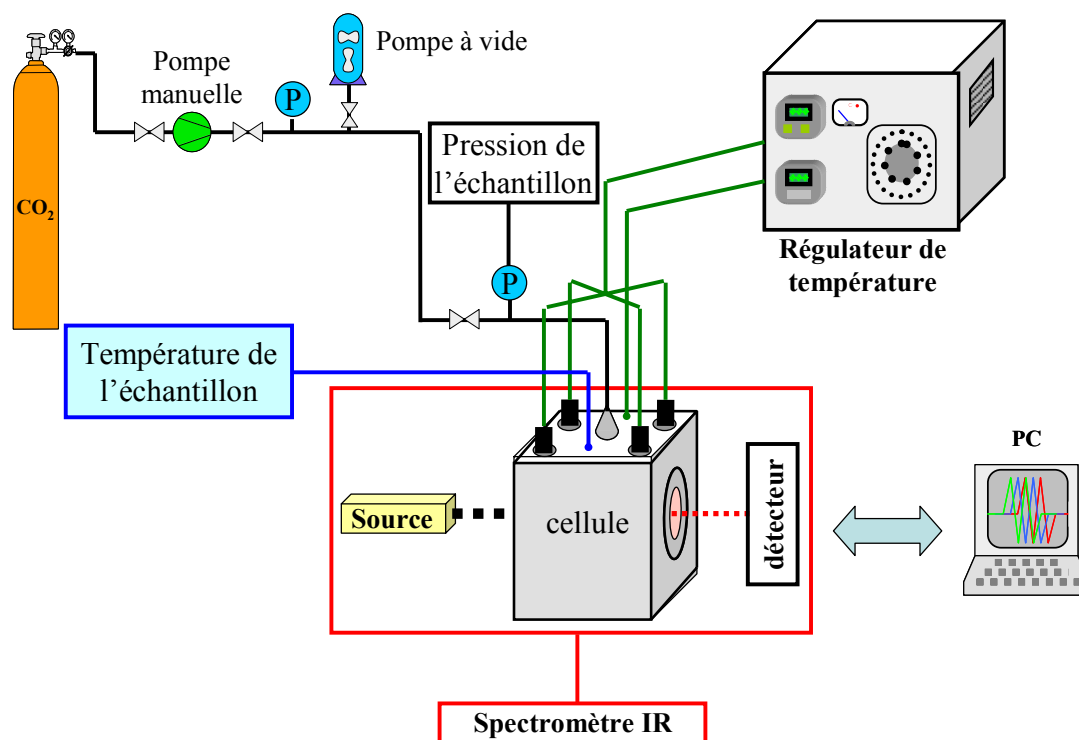 Pompe à vide
Pompe
manuelle
P
Pression de
l'échantillon
CO2
Régulateur de
température
P
Température de
l'échantillon
PC
Source
cellule
détecteur
Spectromètre IR